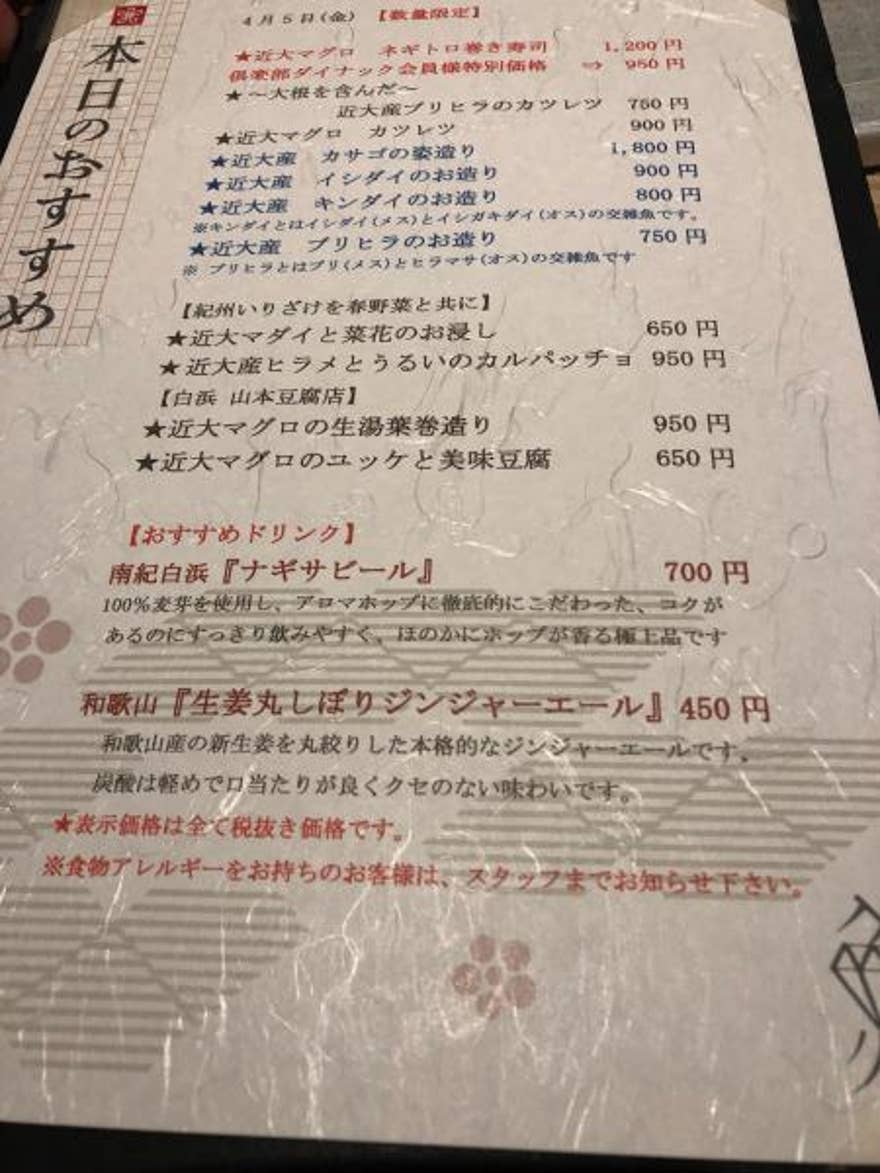 本日のおすすめ
4月5日(金) 【数量限定】
★近大マグロ ネギトロ巻き寿司 1,200円
倶楽部ダイナック会員様特別価格 ⇨ 950円
★～大根を含んだ～
近大産ブリヒラのカツレツ 750円
★近大マグロ カツレツ 900円
★近大産 カサゴの姿造り 1,800円
★近大産 イシダイのお造り 900円
★近大産 キンダイのお造り 800円
※キンダイとはイシダイ(メス)とイシガキダイ(オス)の交雑魚です。
★近大産 ブリヒラのお造り 750円
※ ブリヒラとはブリ(メス)とヒラマサ(オス)の交雑魚です
【紀州いりざけを春野菜と共に】
★近大マダイと菜花のお浸し 650円
★近大産ヒラメとうるいのカルパッチョ 950円
【白浜 山本豆腐店】
★近大マグロの生湯葉巻造り 950円
★近大マグロのユッケと美味豆腐 650円
【おすすめドリンク】
南紀白浜『ナギサビール』 700円
100%麦芽を使用し、アロマホップに徹底的にこだわった、コクが
あるのにすっきり飲みやすく、ほのかにホップが香る極上品です
和歌山『生姜丸しぼりジンジャーエール』450円
和歌山産の新生姜を丸絞りした本格的なジンジャーエールです。
炭酸は軽めで口当たりが良くクセのない味わいです。
★表示価格は全て税抜き価格です。
※食物アレルギーをお持ちのお客様は、スタッフまでお知らせ下さい。